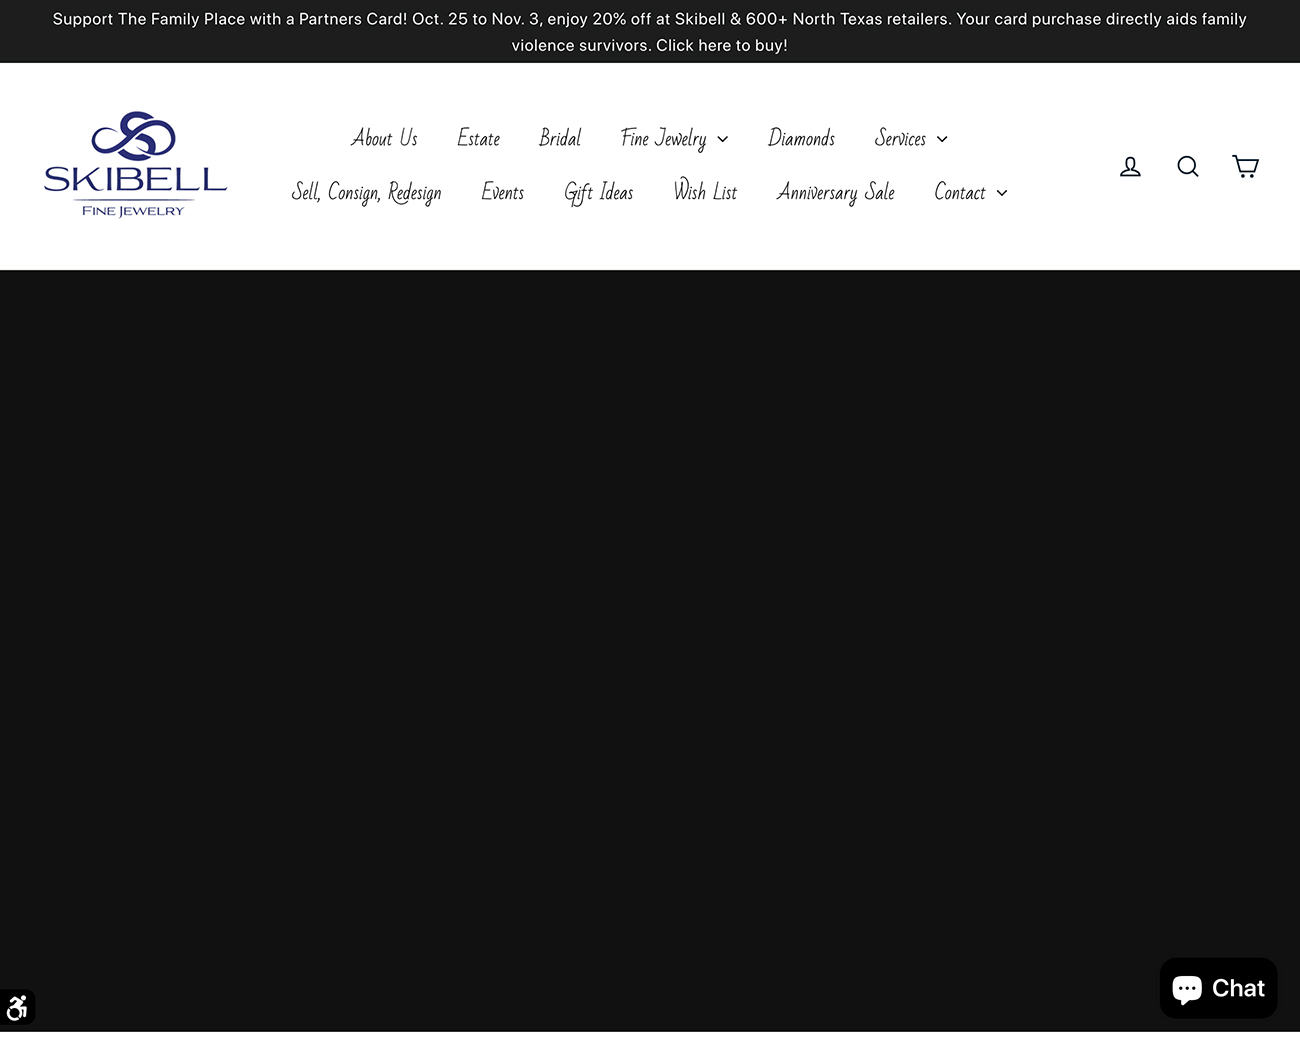 Support The Family Place with a Partners Card! Oct. 25 to Nov. 3, enjoy 20% off at Skibell & 600+ North Texas retailers. Your card purchase directly aids family
violence survivors. Click here to buy!
SKIBELL
FINE JEWELRY
About Us Estate Bridal Fine Jewelry Diamonds Services
Sell, Consign, Redesign Events Gift Ideas Wish List Anniversary Sale Contact
Chat